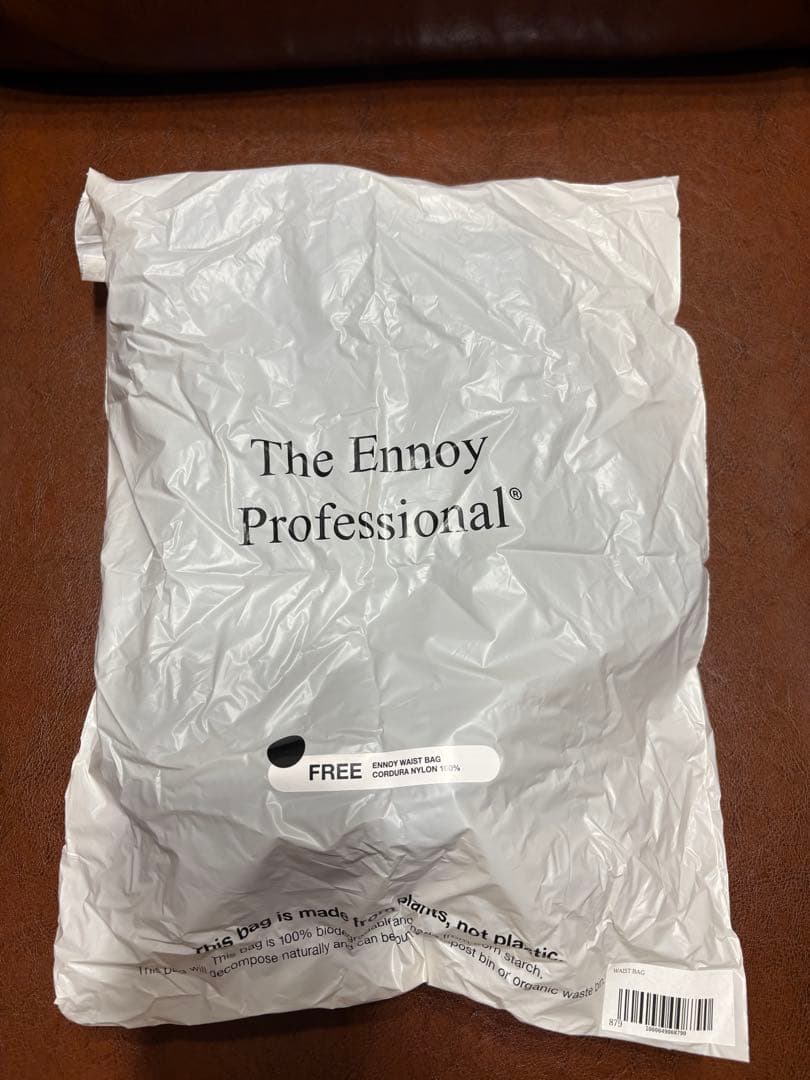 The Ennoy
Professional®
FREE
ENNOY WAIST BAG
CORDURA NYLON 100%
This bag is made from plants, not plastic.
This bag is 100% and starch.
This bag will decompose naturally and can be post bin or organic waste
WAIST BAG
879